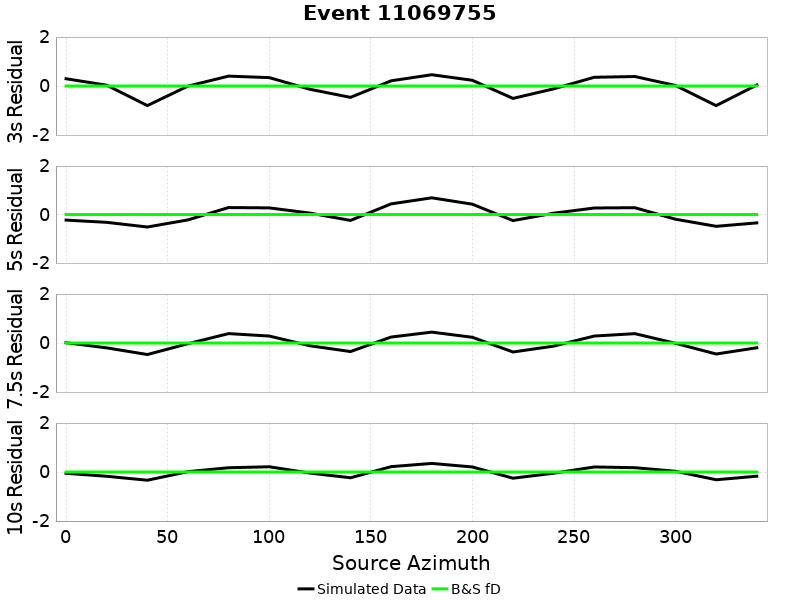 Event 11069755
3s Residual
2
0
-2
5s Residual
2
0
-2
7.5s Residual
2
0
-2
10s Residual
2
0
-2
0 50 100 150 200 250 300
Source Azimuth
Simulated Data B&S fD